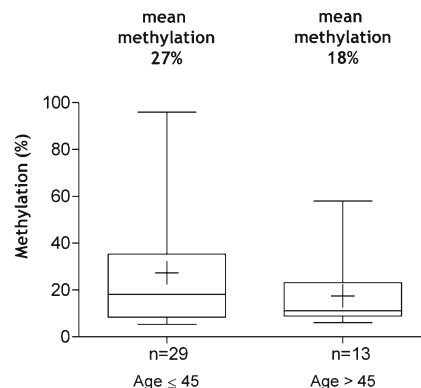 mean mean
methylation methylation
27% 18%
100
80
60
40
20
0
Methylation (%)
n=29 n=13
Age ≤ 45 Age > 45